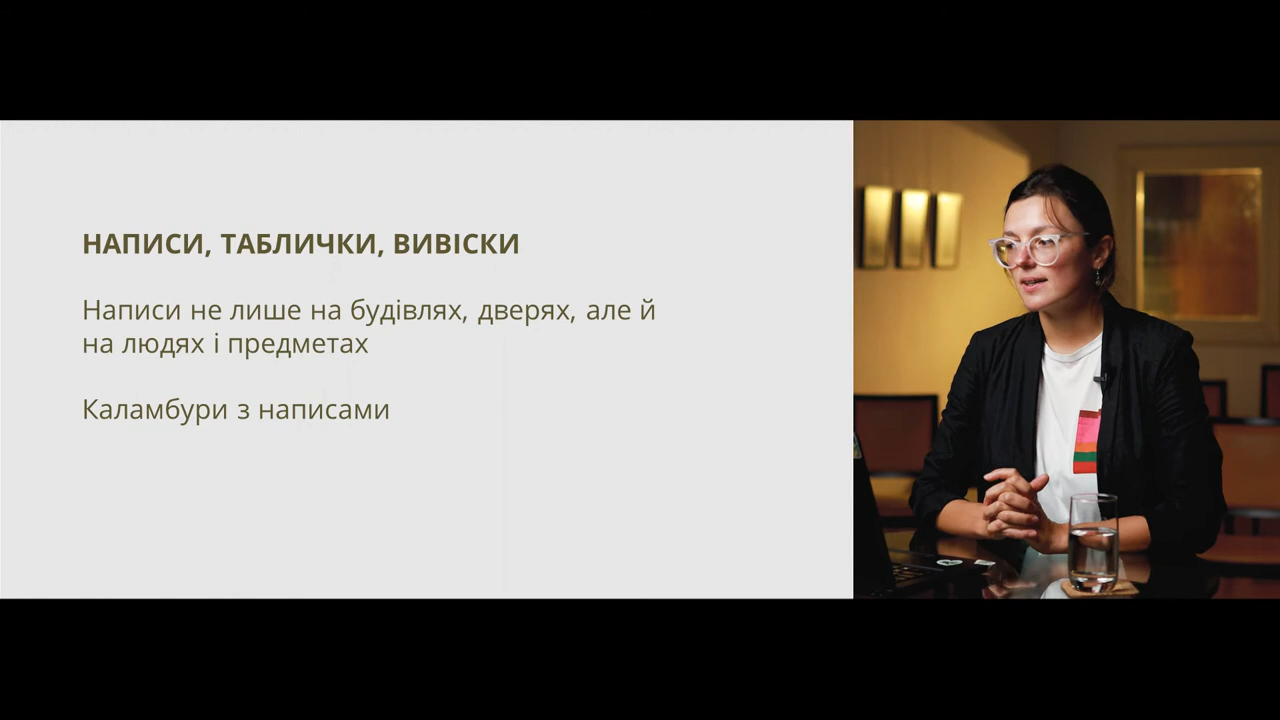 НАПИСИ, ТАБЛИЧКИ, ВИВІСКИ
Написи не лише на будівлях, дверях, але й
на людях і предметах
Каламбури з написами